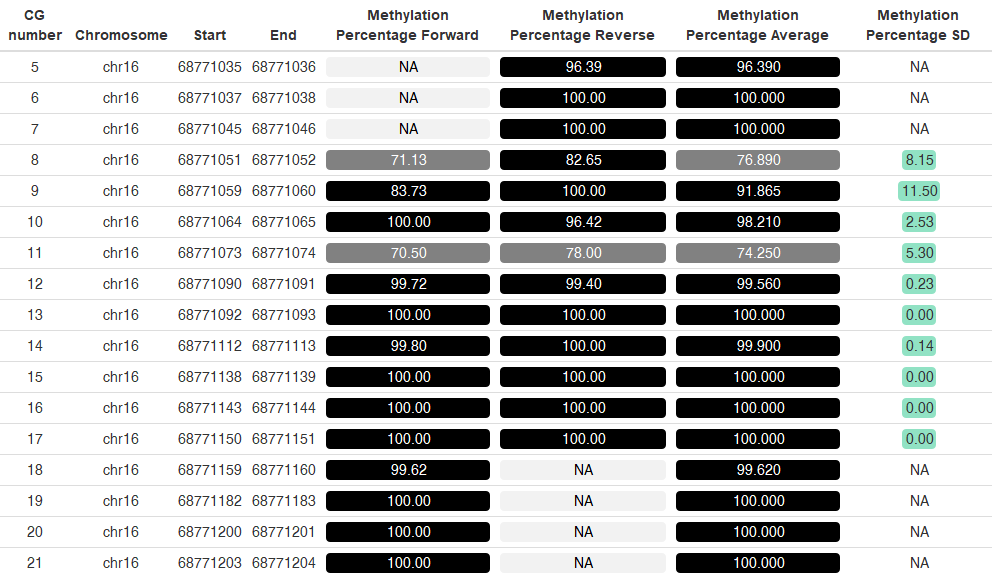 CG number Chromosome Start End Methylation Percentage Forward Methylation Percentage Reverse Methylation Percentage Average Methylation Percentage SD
5 chr16 68771035 68771036 NA 96.39 96.390 NA
6 chr16 68771037 68771038 NA 100.00 100.000 NA
7 chr16 68771045 68771046 NA 100.00 100.000 NA
8 chr16 68771051 68771052 71.13 82.65 76.890 8.15
9 chr16 68771059 68771060 83.73 100.00 91.865 11.50
10 chr16 68771064 68771065 100.00 96.42 98.210 2.53
11 chr16 68771073 68771074 70.50 78.00 74.250 5.30
12 chr16 68771090 68771091 99.72 99.40 99.560 0.23
13 chr16 68771092 68771093 100.00 100.00 100.000 0.00
14 chr16 68771112 68771113 99.80 100.00 99.900 0.14
15 chr16 68771138 68771139 100.00 100.00 100.000 0.00
16 chr16 68771143 68771144 100.00 100.00 100.000 0.00
17 chr16 68771150 68771151 100.00 100.00 100.000 0.00
18 chr16 68771159 68771160 99.62 NA 99.620 NA
19 chr16 68771182 68771183 100.00 NA 100.000 NA
20 chr16 68771200 68771201 100.00 NA 100.000 NA
21 chr16 68771203 68771204 100.00 NA 100.000 NA